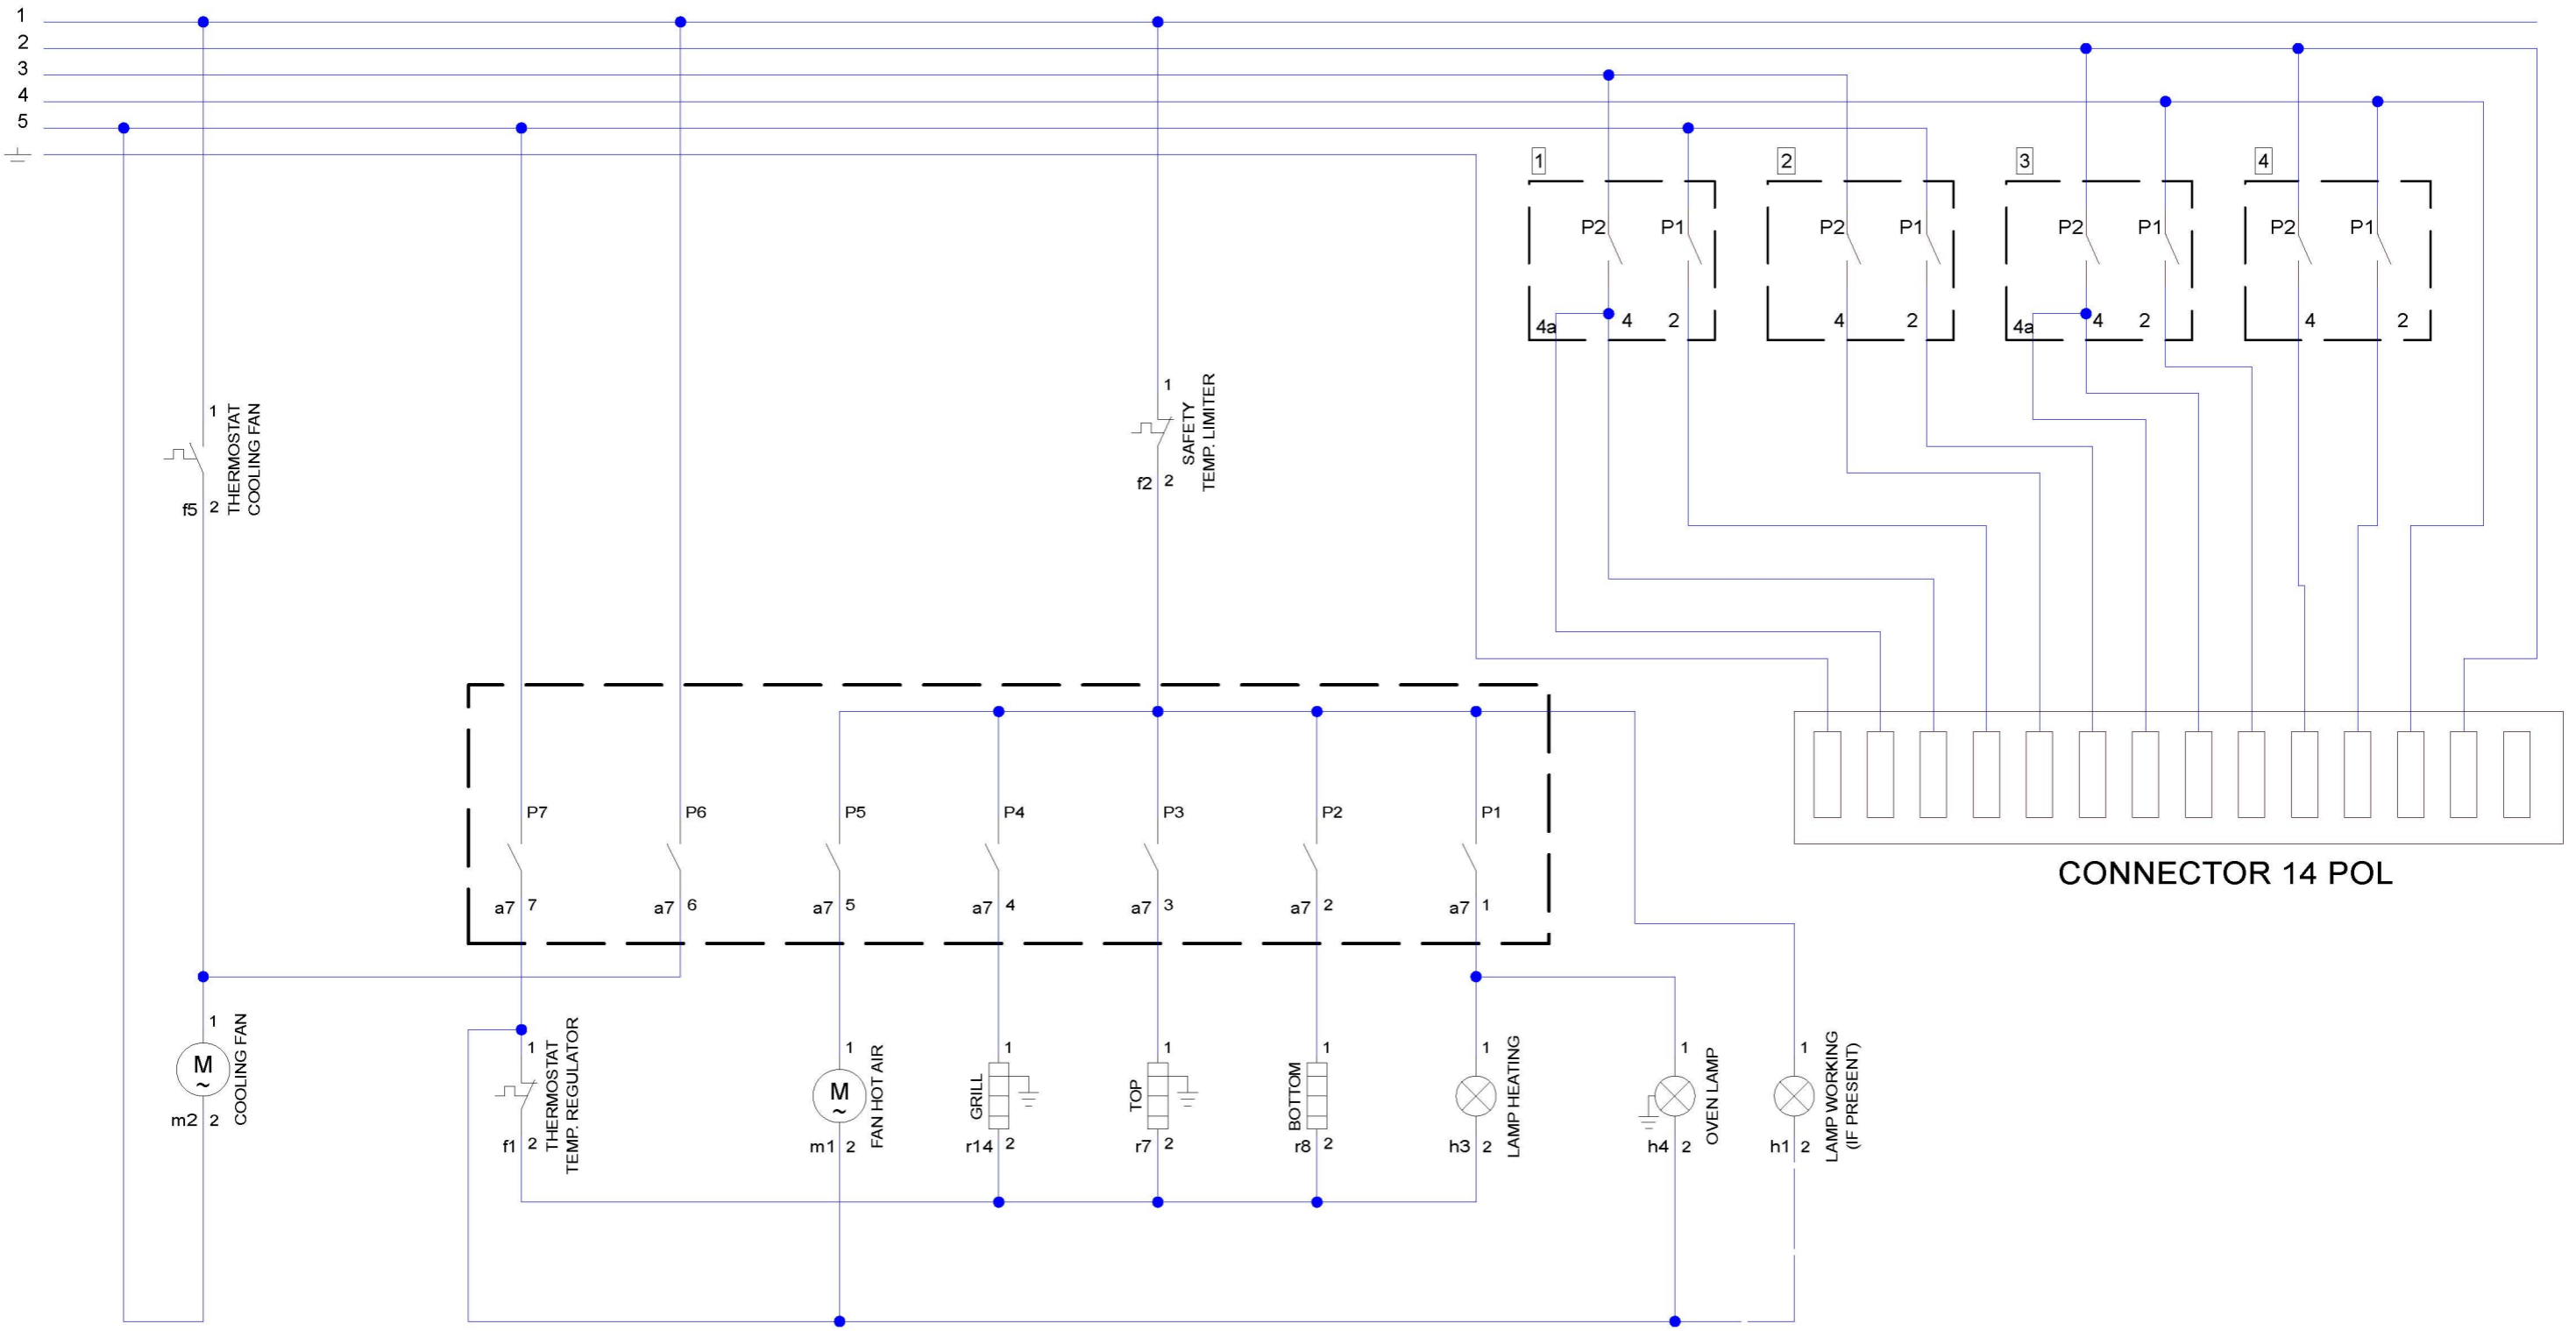 1
2
3
4
5
1
2
3
4
P2
P1
P2
P1
P2
P1
P2
P1
4a
4
2
4
2
4a
4
2
4
2
1
THERMOSTAT
COOLING FAN
f5
2
1
SAFETY
TEMP. LIMITER
f2
2
P7
P6
P5
P4
P3
P2
P1
a7 7
a7 6
a7 5
a7 4
a7 3
a7 2
a7 1
CONNECTOR 14 POL
1
M
~
m2 2
COOLING FAN
1
f1 2
THERMOSTAT
TEMP. REGULATOR
1
M
~
m1 2
FAN HOT AIR
1
GRILL
r14 2
1
TOP
r7 2
1
BOTTOM
r8 2
1
h3 2
LAMP HEATING
1
h4 2
OVEN LAMP
1
h1 2
LAMP WORKING
(IF PRESENT)